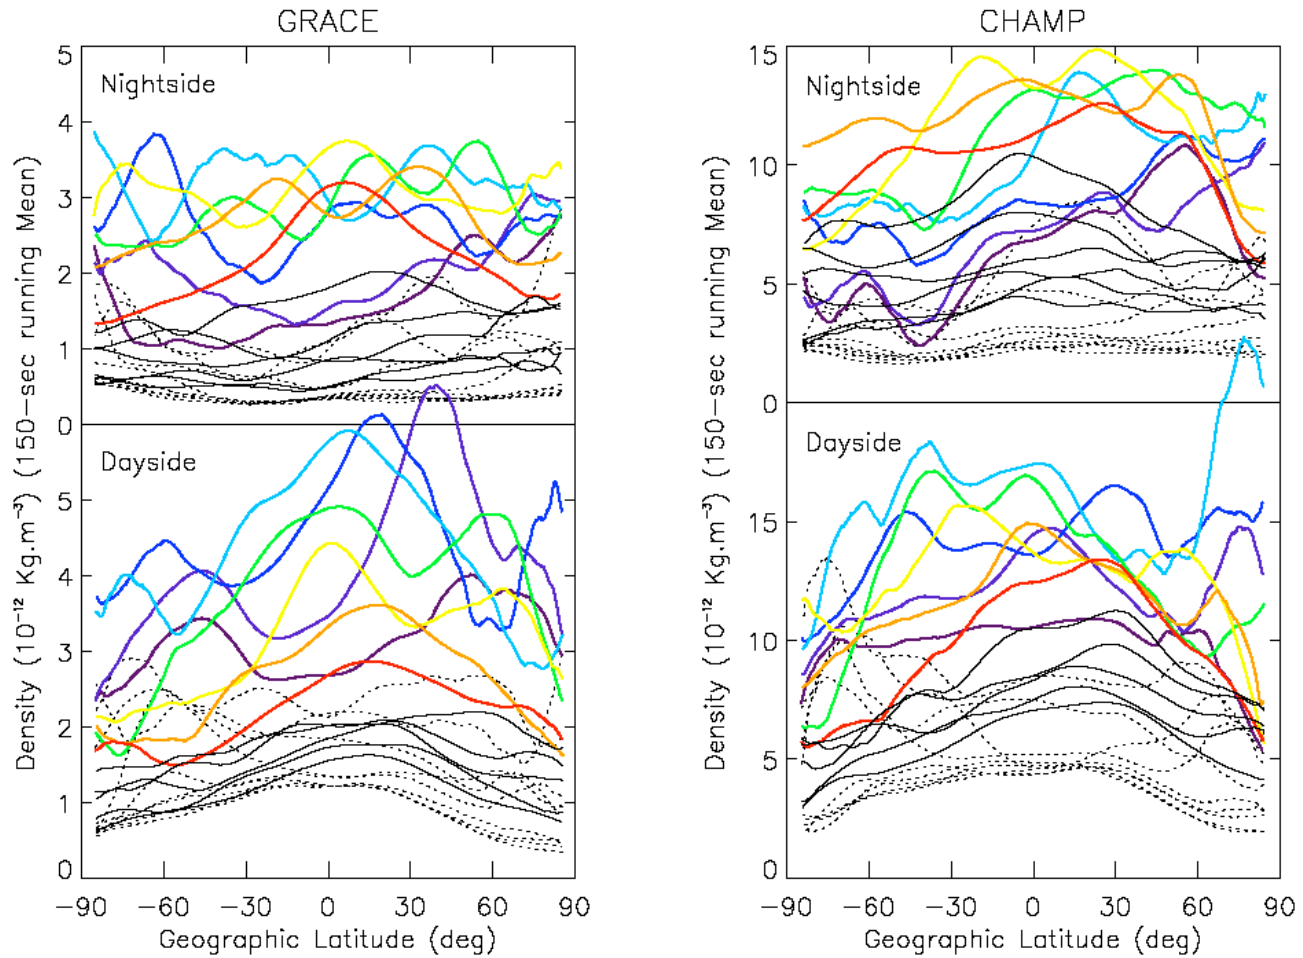 GRACE
CHAMP
Nightside
Nightside
Dayside
Dayside
5
4
3
2
1
0
5
4
3
2
1
0
15
10
5
0
15
10
5
0
Density (10⁻¹² Kg.m⁻³) (150-sec running Mean)
Density (10⁻¹² Kg.m⁻³) (150-sec running Mean)
-90 -60 -30 0 30 60 90
-90 -60 -30 0 30 60 90
Geographic Latitude (deg)
Geographic Latitude (deg)